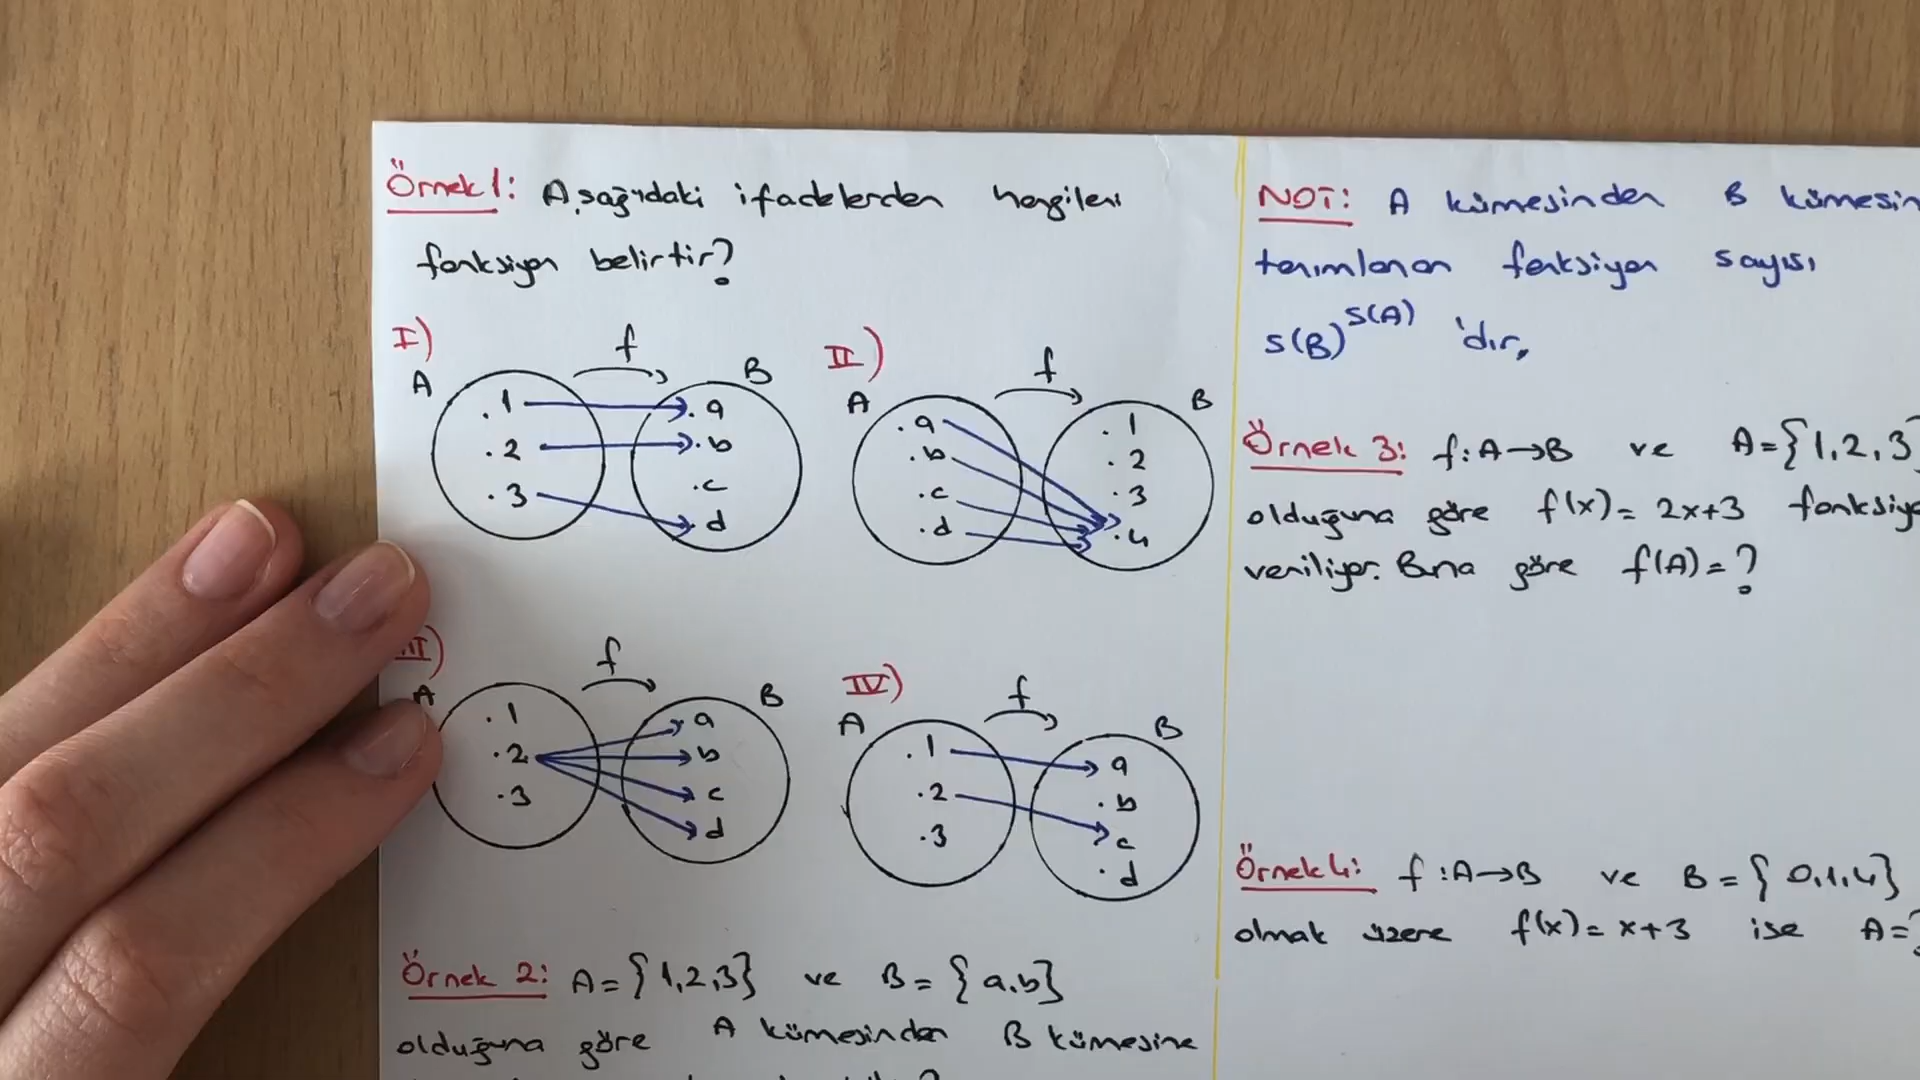 Örnek 1: Aşağıdaki ifadelerden hangileri
fonksiyon belirtir?
I)
f
A
B
.1
.2
.3
.a
.b
.c
d
II)
f
A
B
.a
.b
.c
.d
.1
.2
.3
.4
III)
f
A
B
.1
.2
.3
a
b
c
d
IV)
f
A
B
.1
.2
.3
a
.b
c
.d
Örnek 2: A={1,2,3} ve B={a,b}
olduğuna göre A kümesinden B kümesine
NOT: A kümesinden B
tanımlanan fonksiyon sayısı
s(B)^s(A) 'dır.
Örnek 3: f:A→B ve A={1,2,3
olduğuna göre f(x)=2x+3
veriliyor. Buna göre f(A)=?
Örnek 4: f:A→B ve B={0,1,4}
olmak üzere f(x)=x+3 ise A=?